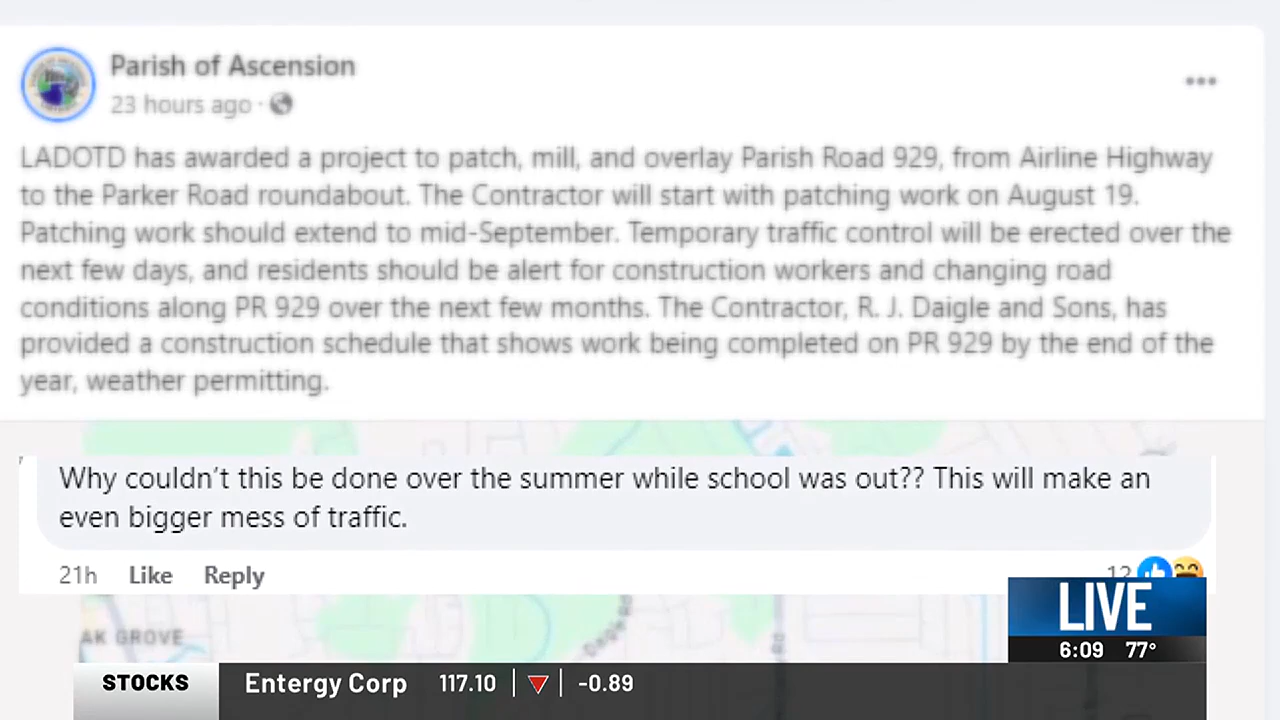 Parish of Ascension
23 hours ago ·
LADOTD has awarded a project to patch, mill, and overlay Parish Road 929, from Airline Highway
to the Parker Road roundabout. The Contractor will start with patching work on August 19.
Patching work should extend to mid-September. Temporary traffic control will be erected over the
next few days, and residents should be alert for construction workers and changing road
conditions along PR 929 over the next few months. The Contractor, R. J. Daigle and Sons, has
provided a construction schedule that shows work being completed on PR 929 by the end of the
year, weather permitting.
Why couldn't this be done over the summer while school was out?? This will make an
even bigger mess of traffic.
21h Like Reply 12
LIVE
AK GROVE
6:09 77°
STOCKS Entergy Corp 117.10 | ▼ | -0.89